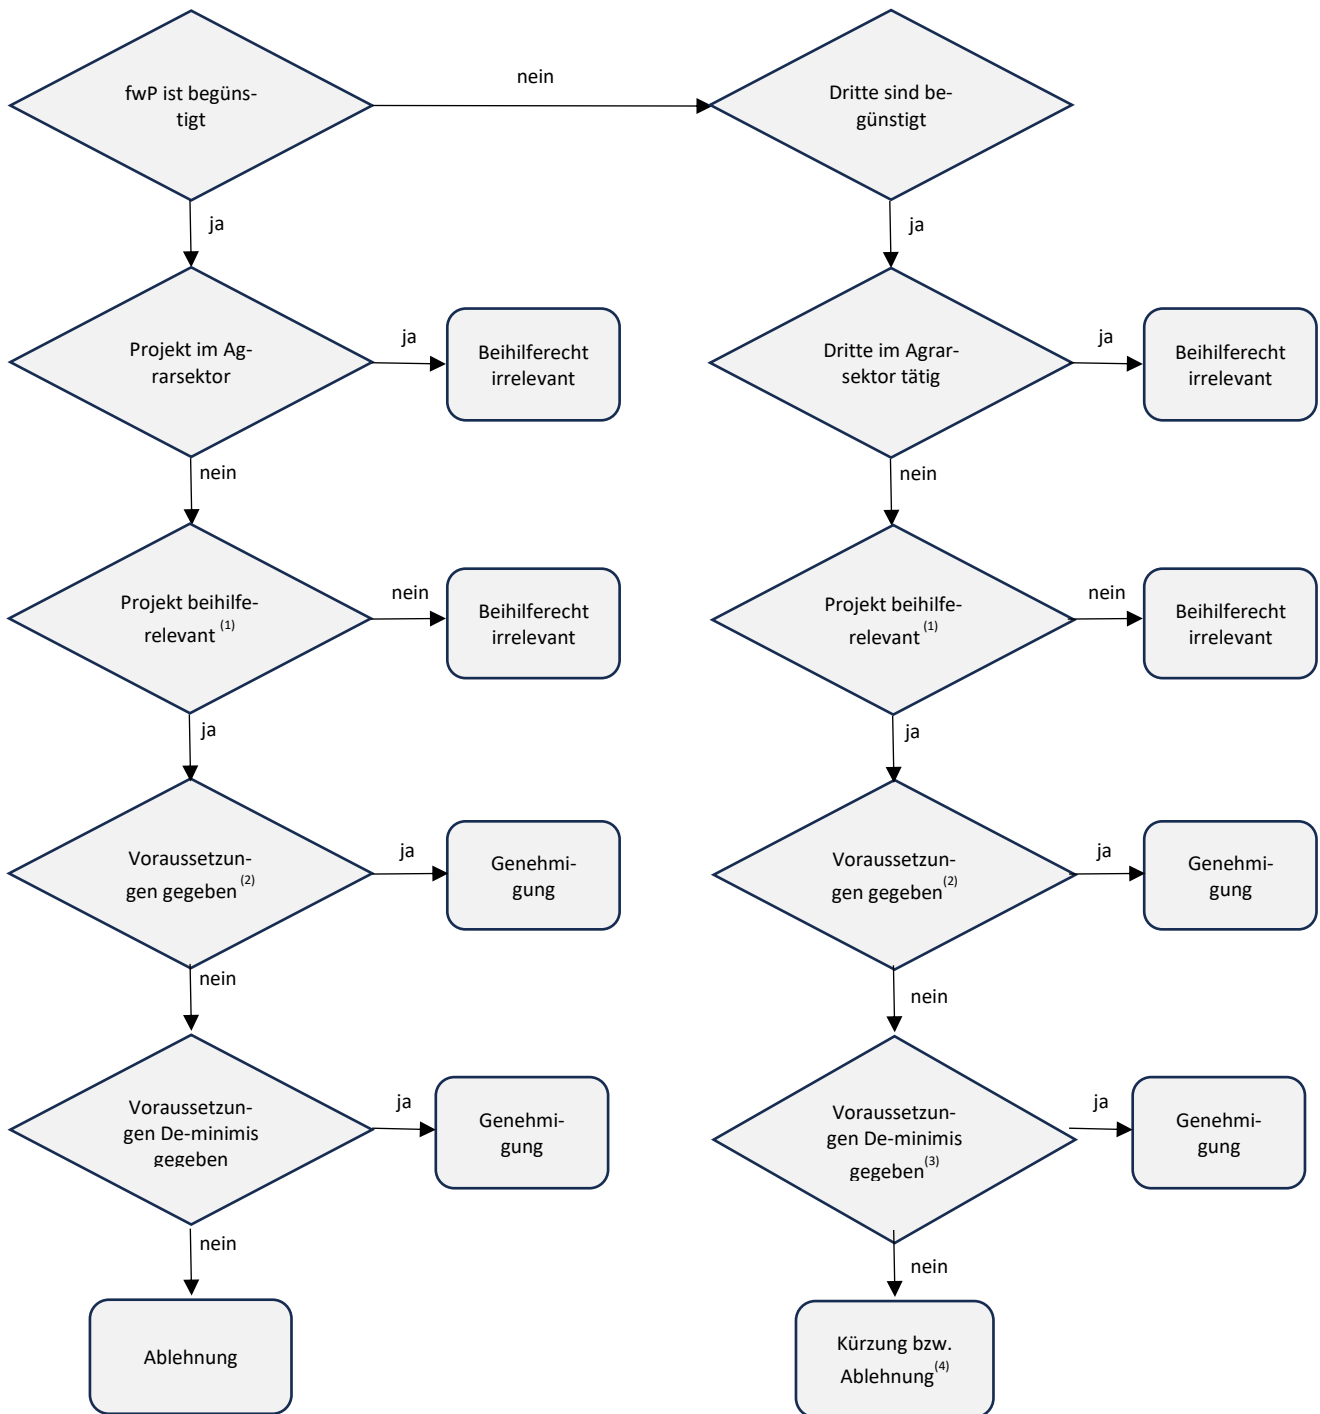 fwP ist begüns-
tigt
nein
Dritte sind be-
günstigt
ja
ja
Projekt im Ag-
rarsektor
ja
Beihilferecht
irrelevant
Dritte im Agrar-
sektor tätig
ja
Beihilferecht
irrelevant
nein
nein
Projekt beihilfe-
relevant (1)
nein
Beihilferecht
irrelevant
Projekt beihilfe-
relevant (1)
nein
Beihilferecht
irrelevant
ja
ja
Voraussetzun-
gen gegeben (2)
ja
Genehmi-
gung
Voraussetzun-
gen gegeben(2)
ja
Genehmi-
gung
nein
nein
Voraussetzun-
gen De-minimis
gegeben
ja
Genehmi-
gung
Voraussetzun-
gen De-minimis
gegeben(3)
ja
Genehmi-
gung
nein
nein
Ablehnung
Kürzung bzw.
Ablehnung(4)